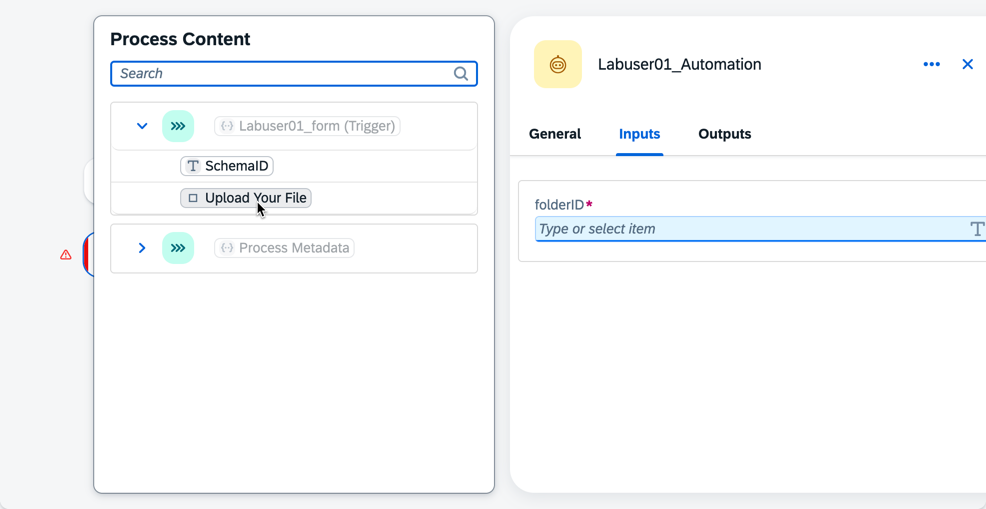 Process Content
Search
Labuser01_form (Trigger)
SchemaID
Upload Your File
Process Metadata
Labuser01_Automation
General Inputs Outputs
folderID*
Type or select item